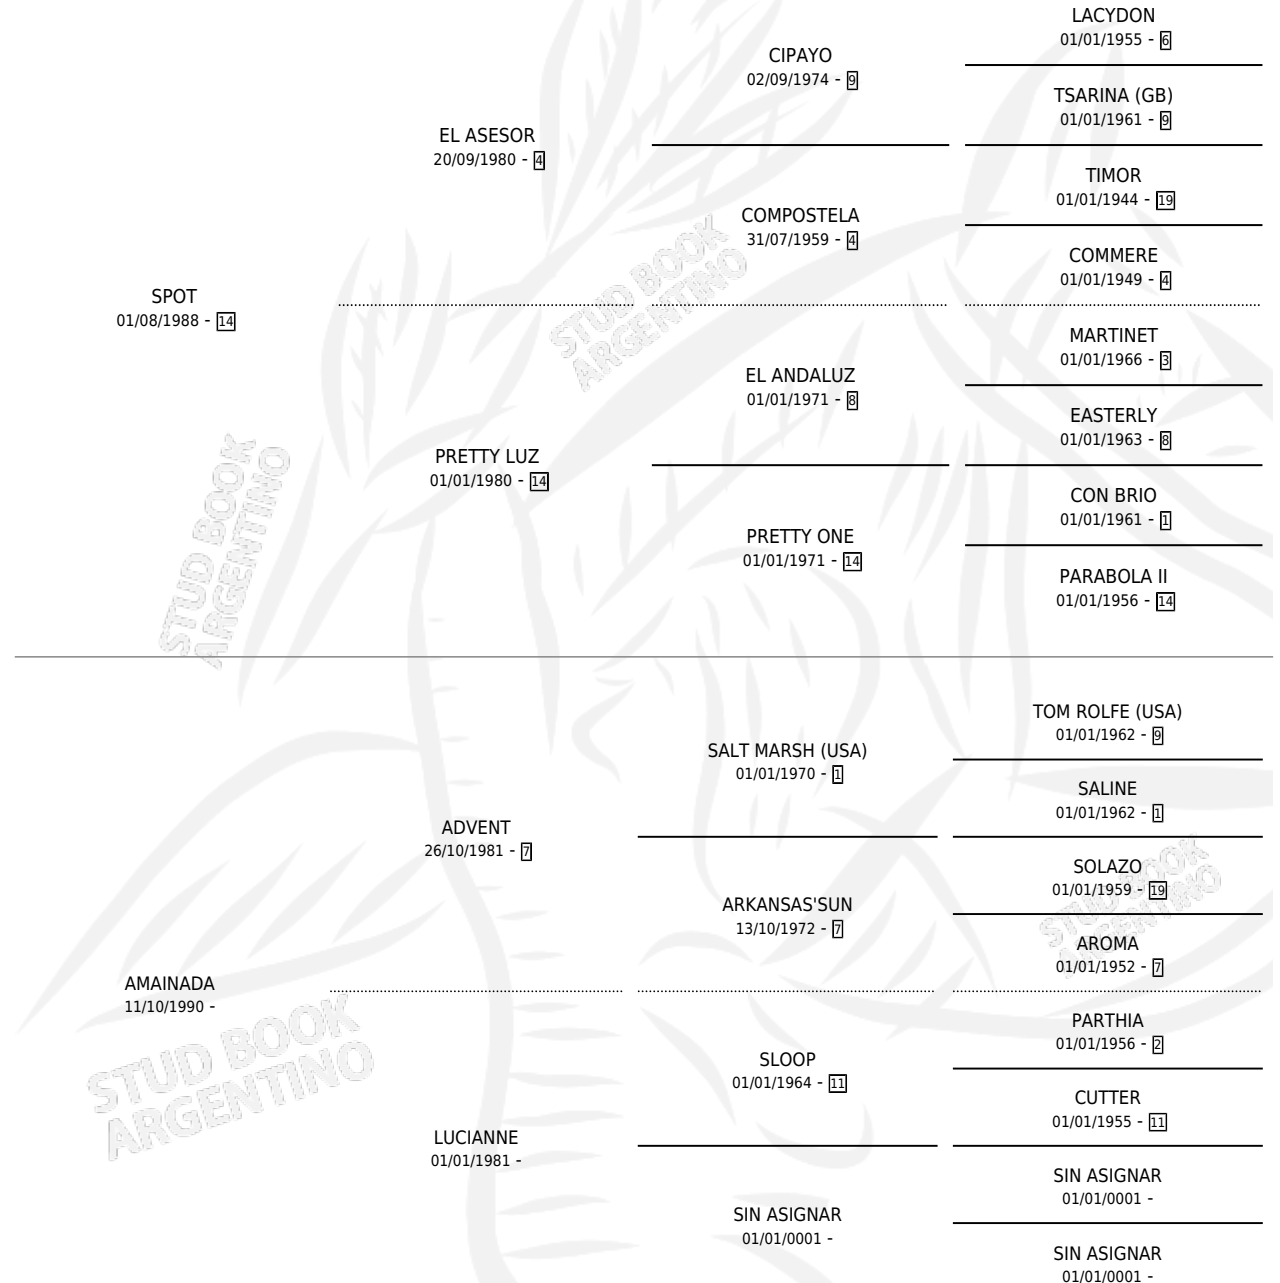 LACYDON
01/01/1955 - 6
CIPAYO
02/09/1974 - 9
TSARINA (GB)
01/01/1961 - 9
EL ASESOR
20/09/1980 - 4
TIMOR
01/01/1944 - 19
COMPOSTELA
31/07/1959 - 4
COMMERE
01/01/1949 - 4
SPOT
01/08/1988 - 14
MARTINET
01/01/1966 - 3
EL ANDALUZ
01/01/1971 - 8
EASTERLY
01/01/1963 - 8
PRETTY LUZ
01/01/1980 - 14
CON BRIO
01/01/1961 - 1
PRETTY ONE
01/01/1971 - 14
PARABOLA II
01/01/1956 - 14
TOM ROLFE (USA)
01/01/1962 - 9
SALT MARSH (USA)
01/01/1970 - 1
SALINE
01/01/1962 - 1
ADVENT
26/10/1981 - 7
SOLAZO
01/01/1959 - 19
ARKANSAS'SUN
13/10/1972 - 7
AROMA
01/01/1952 - 7
AMAINADA
11/10/1990 -
PARTHIA
01/01/1956 - 2
SLOOP
01/01/1964 - 11
CUTTER
01/01/1955 - 11
LUCIANNE
01/01/1981 -
SIN ASIGNAR
01/01/0001 -
SIN ASIGNAR
01/01/0001 -
SIN ASIGNAR
01/01/0001 -
STUD BOOK
ARGENTINO
STUD BOOK
ARGENTINO
STUD BOOK
ARGENTINO
STUD BOOK
ARGENTINO